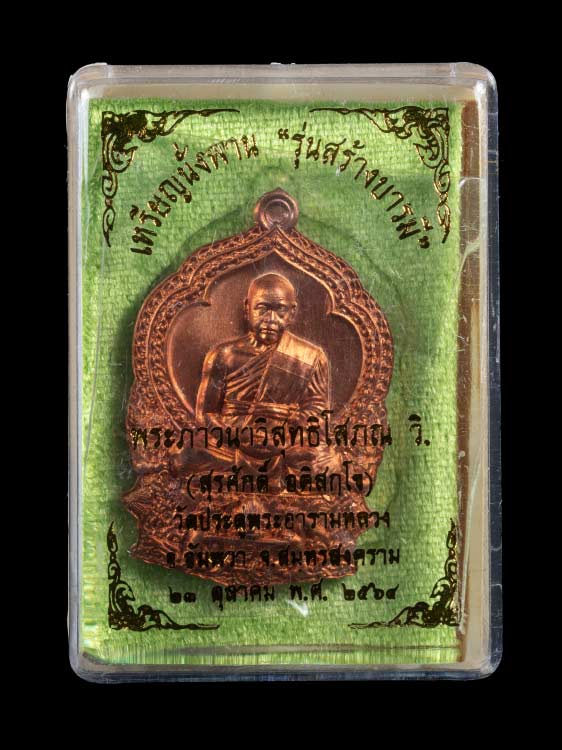 เหรียญนั่งพาน "รุ่นสร้างบารมี"
พระภาวนาวิสุทธิโสภณ วิ.
(สุรศักดิ์ อติสกฺโข)
วัดประดู่พระอารามหลวง
อ.อัมพวา จ.สมุทรสงคราม
๒๓ ตุลาคม พ.ศ. ๒๕๖๔